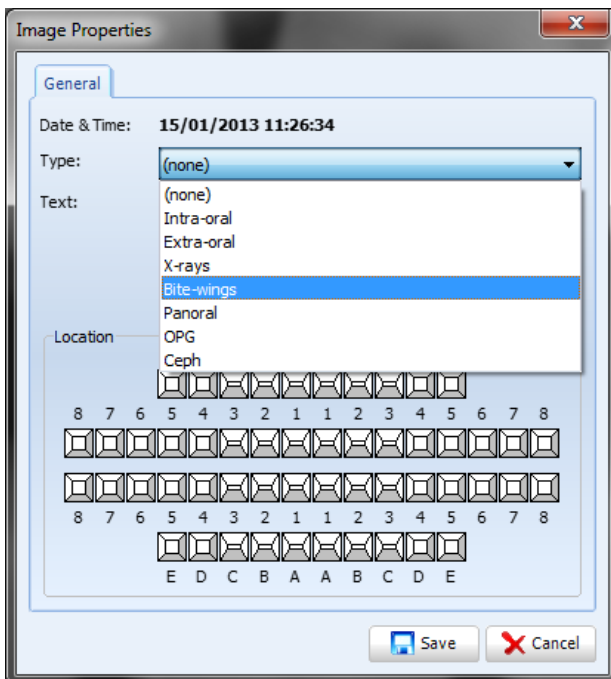 Image Properties
x
General
Date & Time: 15/01/2013 11:26:34
Type: (none)
Text:
(none)
Intra-oral
Extra-oral
X-rays
Bite-wings
Panoral
OPG
Ceph
Location
8 7 6 5 4 3 2 1 1 2 3 4 5 6 7 8
8 7 6 5 4 3 2 1 1 2 3 4 5 6 7 8
E D C B A A B C D E
Save Cancel